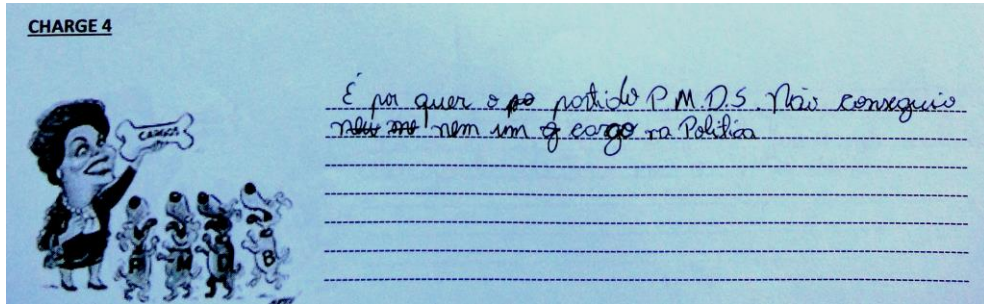 CHARGE 4
CARGOS
P M D B
É por quer o partido P.M.D.S. Não conseguio
nem um cargo na Politica